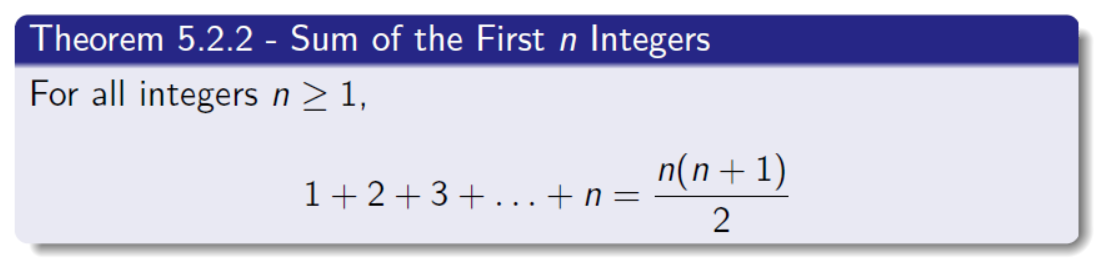 Theorem 5.2.2 - Sum of the First n Integers
For all integers n ≥ 1,
1 + 2 + 3 + ... + n = n(n + 1) / 2